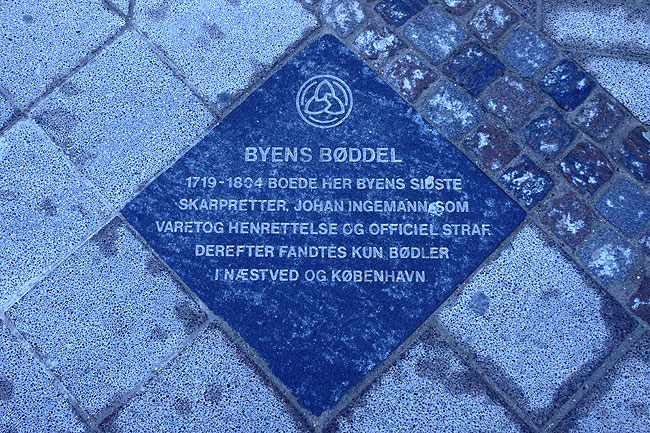 BYENS BØDDEL
1719-1804 BOEDE HER BYENS SIDSTE
SKARPRETTER, JOHAN INGEMANN, SOM
VARETOG HENRETTELSE OG OFFICIEL STRAF.
DEREFTER FANDTES KUN BØDLER
I NÆSTVED OG KØBENHAVN